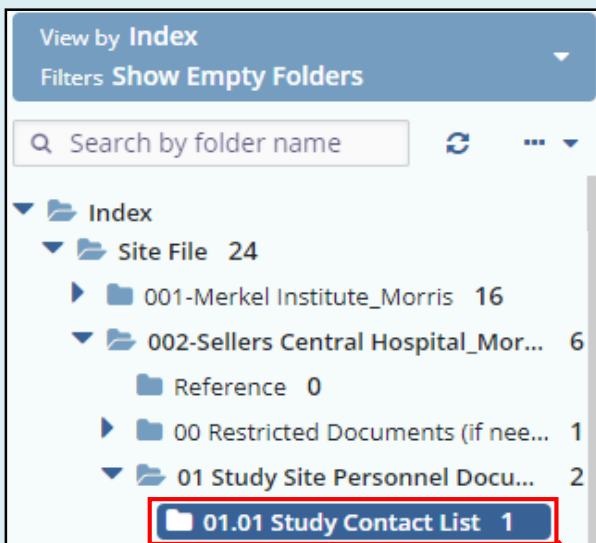 View by Index
Filters Show Empty Folders
Search by folder name
Index
Site File 24
001-Merkel Institute_Morris 16
002-Sellers Central Hospital_Mor... 6
Reference 0
00 Restricted Documents (if nee... 1
01 Study Site Personnel Docu... 2
01.01 Study Contact List 1